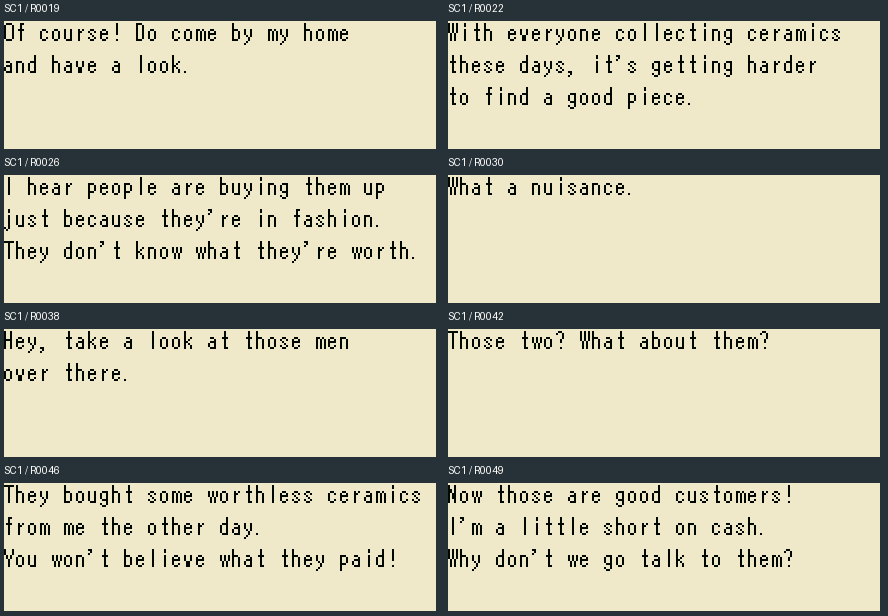 SC1/R0019
Of course! Do come by my home
and have a look.
SC1/R0022
With everyone collecting ceramics
these days, it's getting harder
to find a good piece.
SC1/R0026
I hear people are buying them up
just because they're in fashion.
They don't know what they're worth.
SC1/R0030
What a nuisance.
SC1/R0038
Hey, take a look at those men
over there.
SC1/R0042
Those two? What about them?
SC1/R0046
They bought some worthless ceramics
from me the other day.
You won't believe what they paid!
SC1/R0049
Now those are good customers!
I'm a little short on cash.
Why don't we go talk to them?